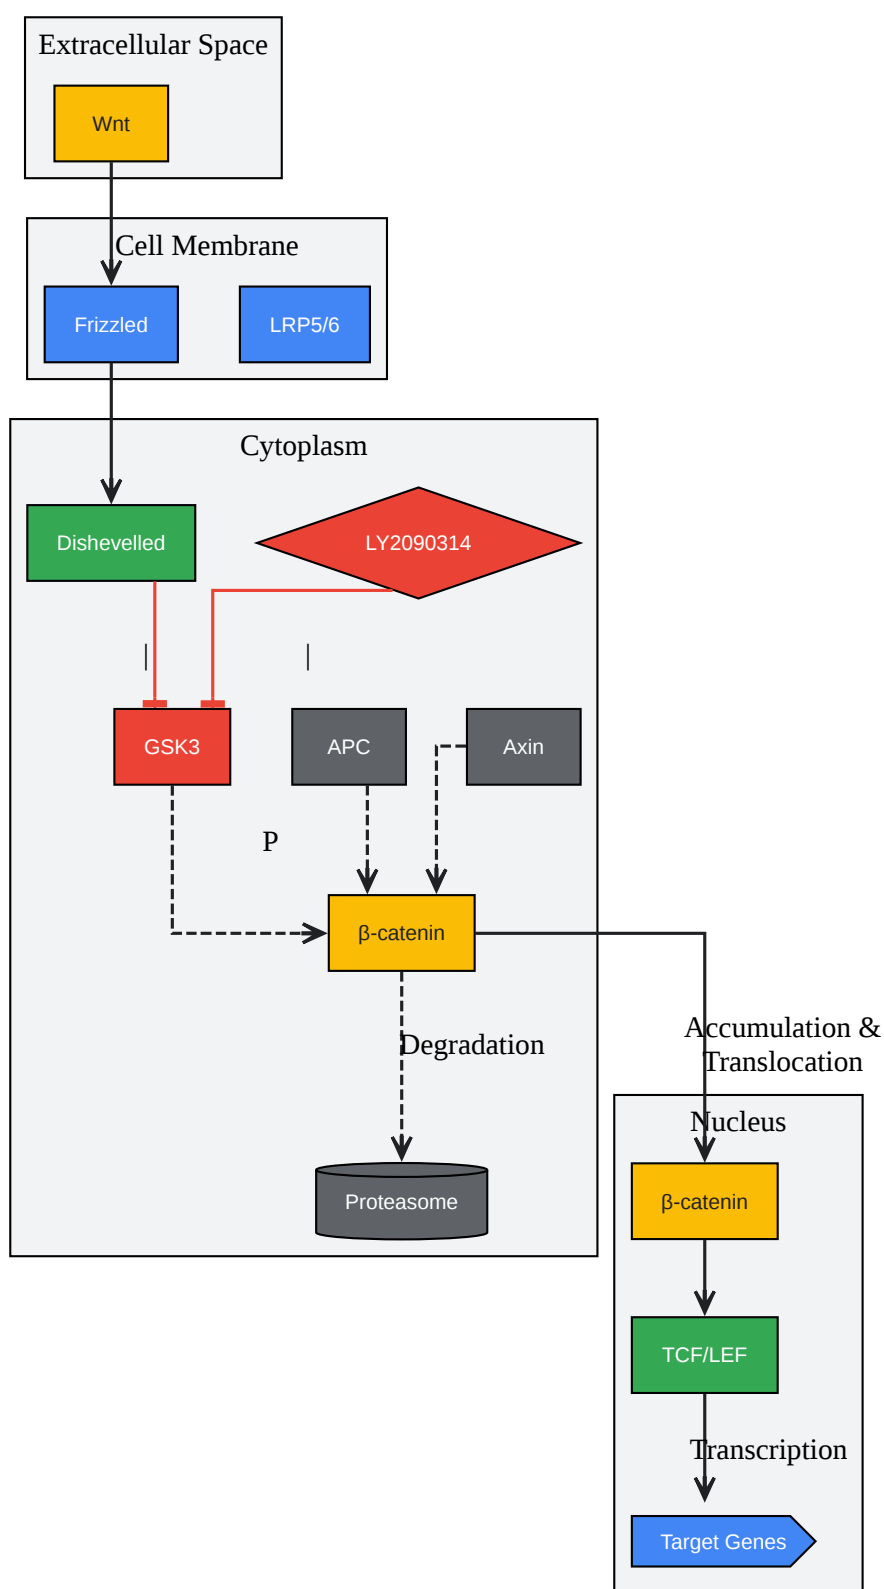 Extracellular Space
Wnt
Cell Membrane
Frizzled
LRP5/6
Cytoplasm
Dishevelled
LY2090314
|
|
GSK3
APC
Axin
P
β-catenin
Degradation
Accumulation &
Translocation
Nucleus
Proteasome
β-catenin
TCF/LEF
Transcription
Target Genes